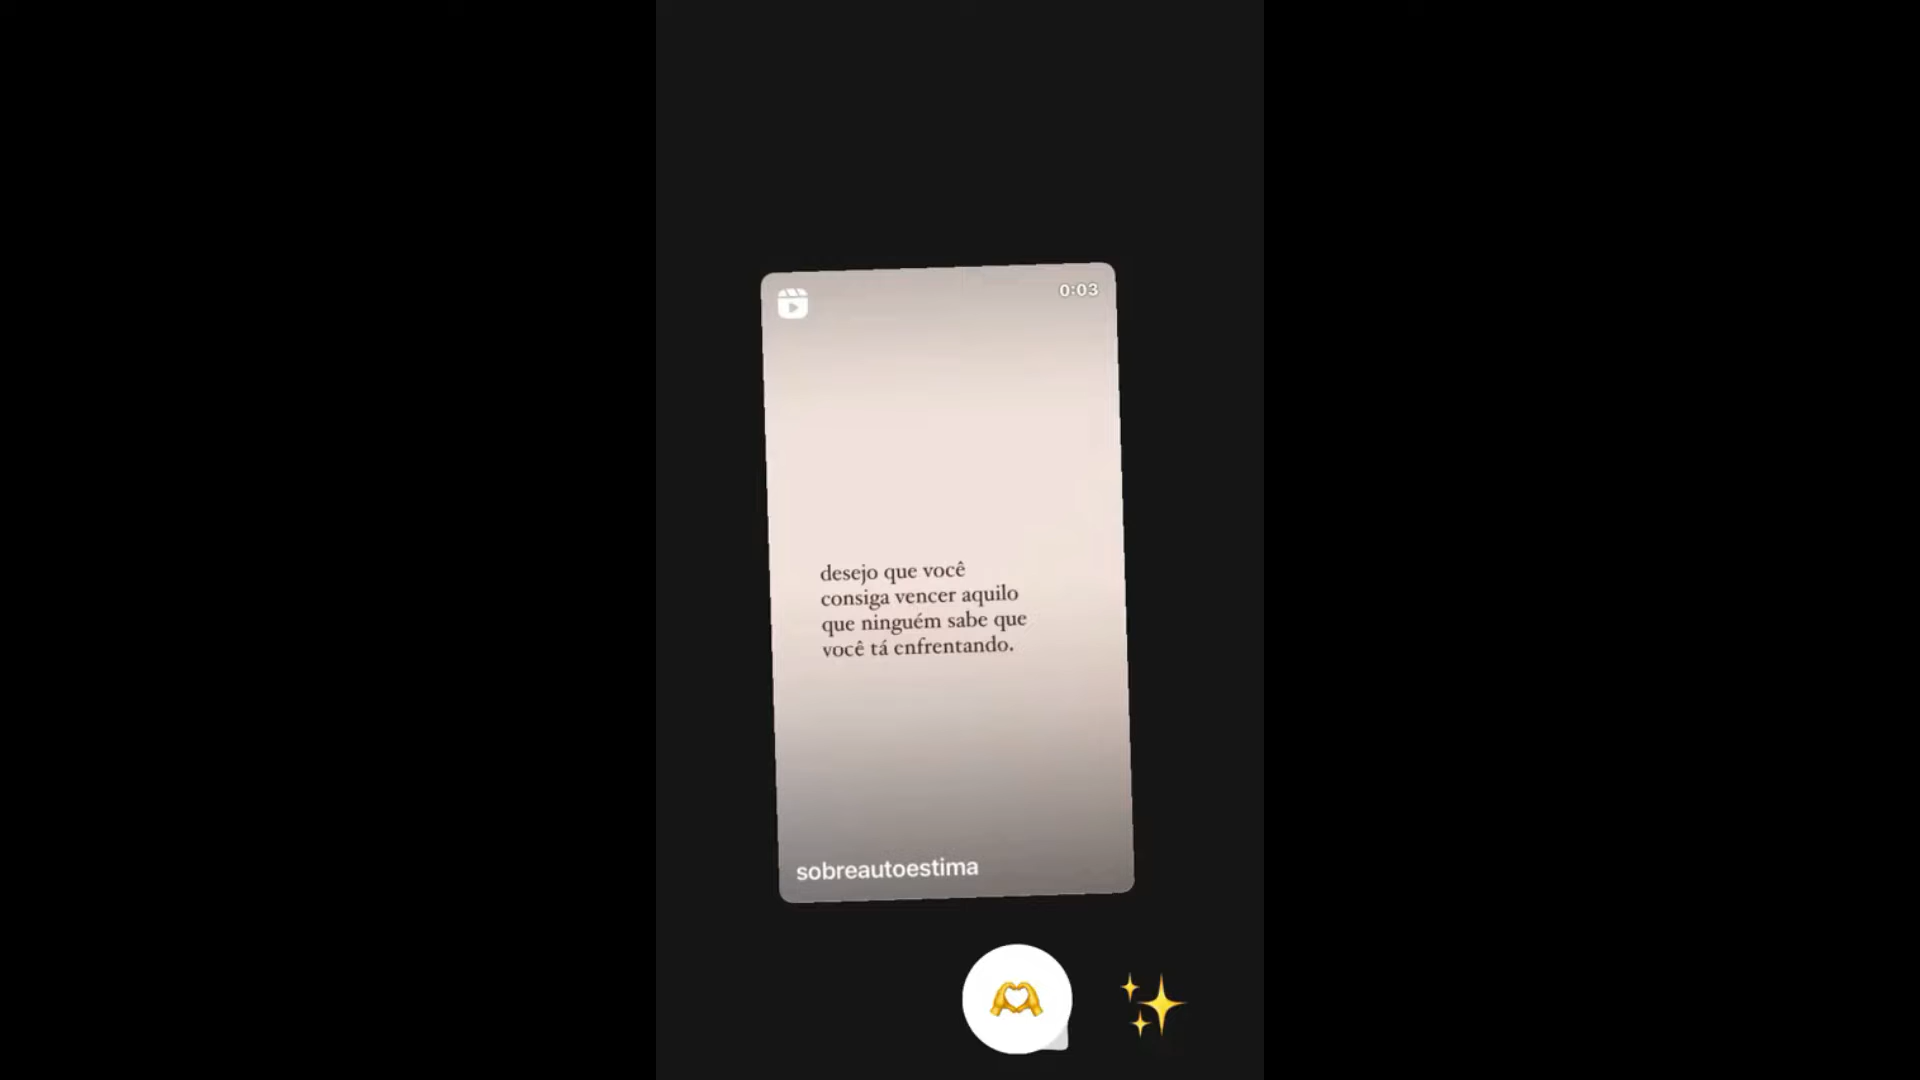 0:03
desejo que você
consiga vencer aquilo
que ninguém sabe que
você tá enfrentando.
sobreautoestima